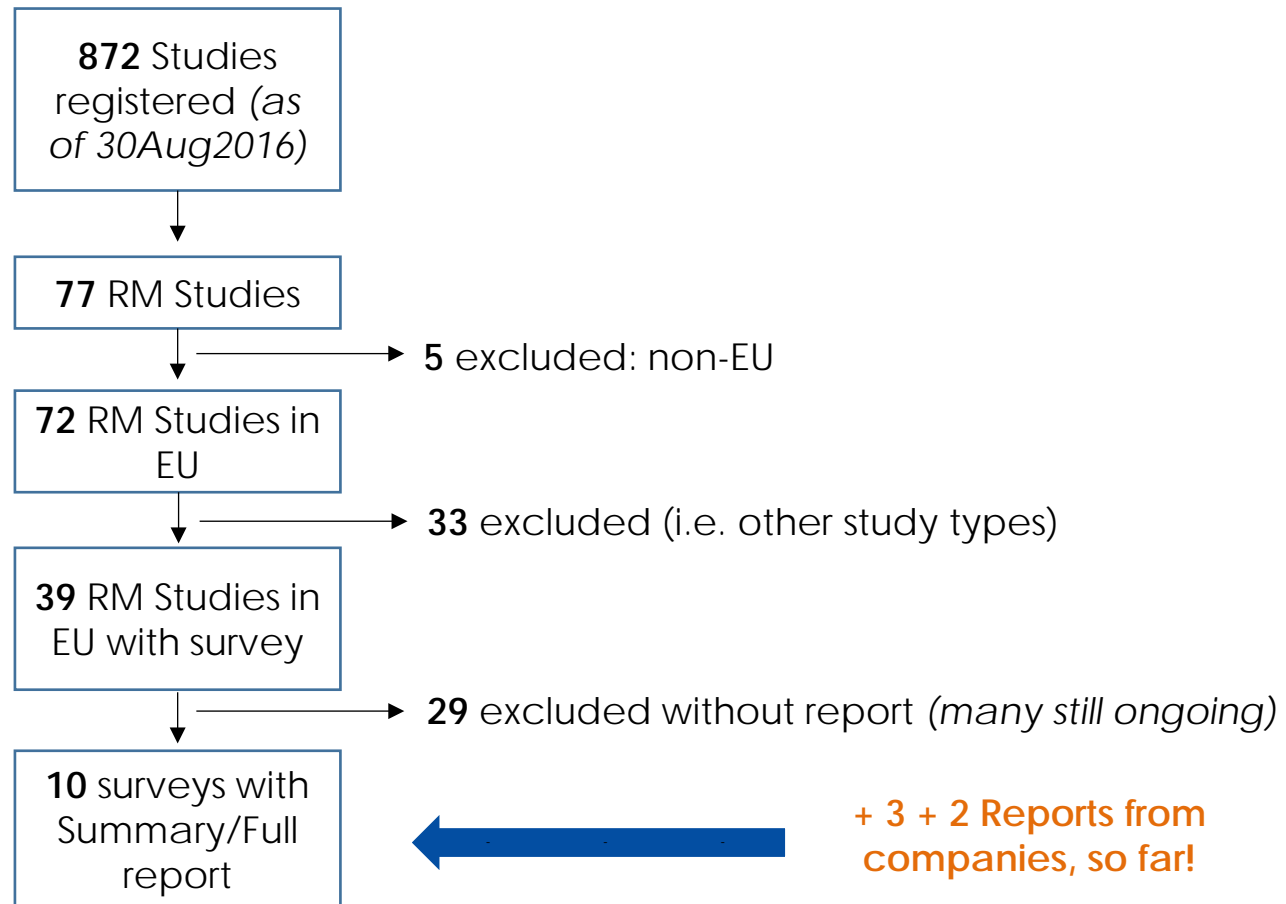 872 Studies
registered (as
of 30Aug2016)
77 RM Studies
5 excluded: non-EU
72 RM Studies in
EU
33 excluded (i.e. other study types)
39 RM Studies in
EU with survey
29 excluded without report (many still ongoing)
10 surveys with
Summary/Full
report
+ 3 + 2 Reports from
companies, so far!